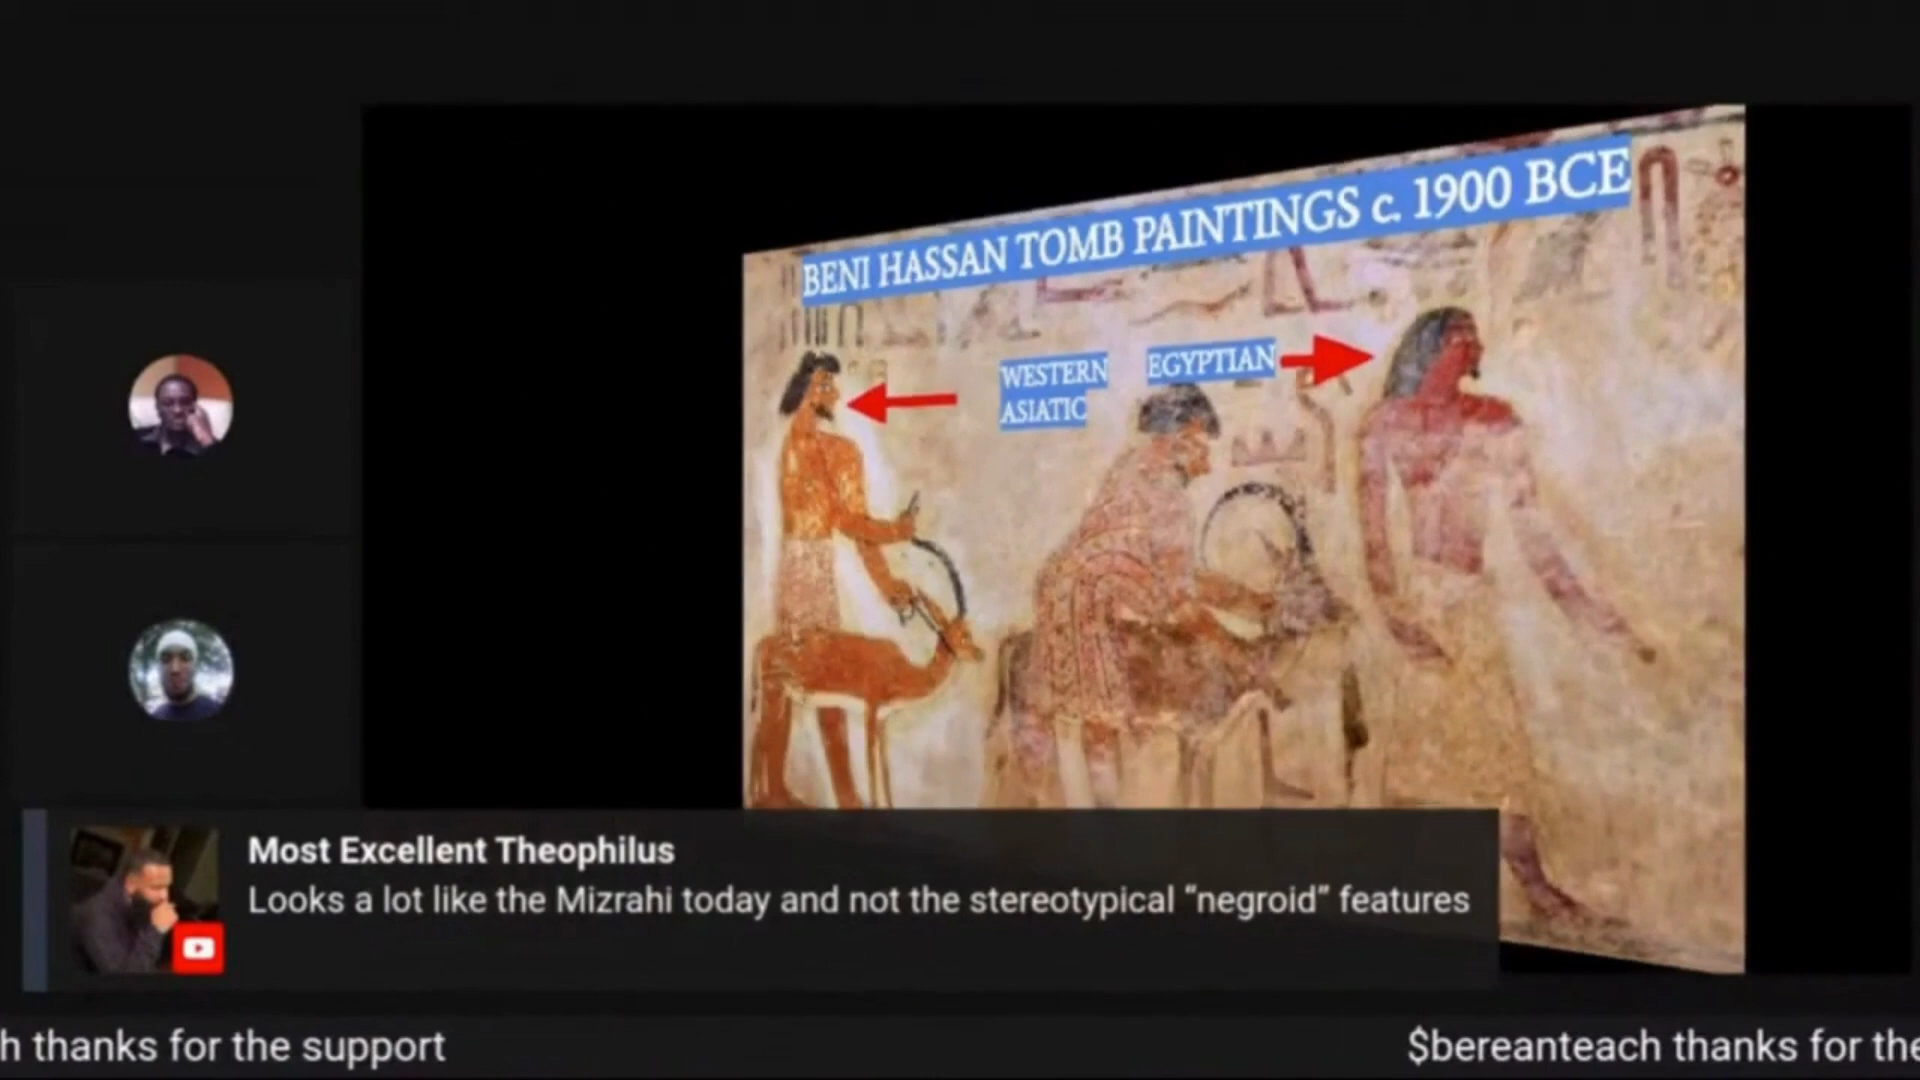 BENI HASSAN TOMB PAINTINGS c. 1900 BCE
WESTERN
ASIATIC
EGYPTIAN
Most Excellent Theophilus
Looks a lot like the Mizrahi today and not the stereotypical “negroid” features
h thanks for the support
$bereanteach thanks for the